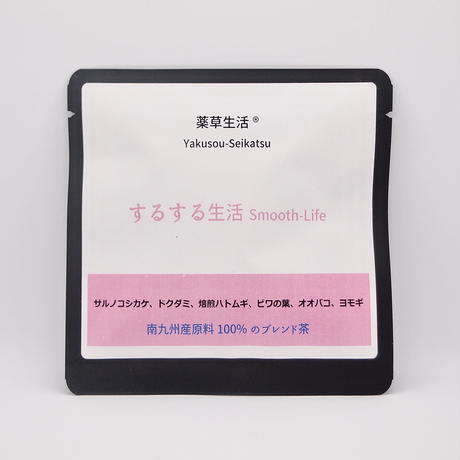 薬草生活®
Yakusou-Seikatsu
するする生活 Smooth-Life
サルノコシカケ、ドクダミ、焙煎ハトムギ、ビワの葉、オオバコ、ヨモギ
南九州産原料 100% のブレンド茶